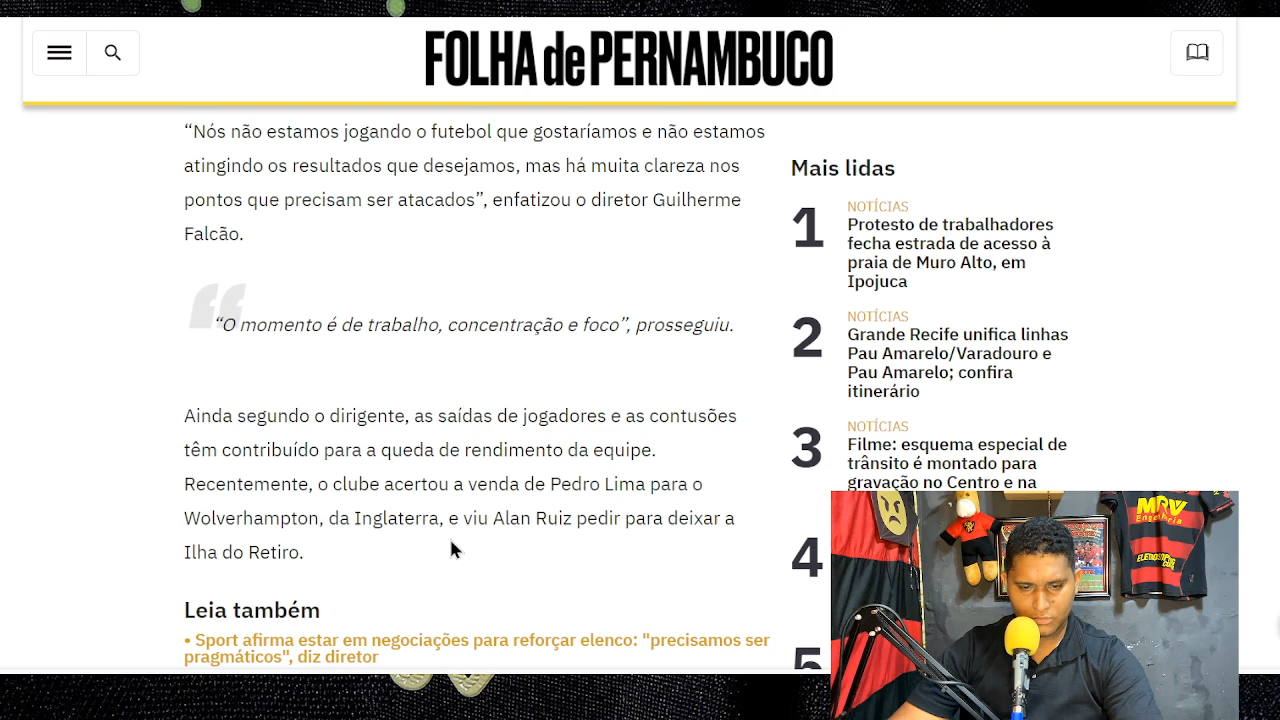 FOLHA de PERNAMBUCO
“Nós não estamos jogando o futebol que gostaríamos e não estamos
atingindo os resultados que desejamos, mas há muita clareza nos
pontos que precisam ser atacados”, enfatizou o diretor Guilherme
Falcão.
“O momento é de trabalho, concentração e foco”, prosseguiu.
Ainda segundo o dirigente, as saídas de jogadores e as contusões
têm contribuído para a queda de rendimento da equipe.
Recentemente, o clube acertou a venda de Pedro Lima para o
Wolverhampton, da Inglaterra, viu Alan Ruiz pedir para deixar a
Ilha do Retiro.
Leia também
• Sport afirma estar em negociações para reforçar elenco: "precisamos ser
pragmáticos", diz diretor
Mais lidas
1
NOTÍCIAS
Protesto de trabalhadores
fecha estrada de acesso à
praia de Muro Alto, em
Ipojuca
2
NOTÍCIAS
Grande Recife unifica linhas
Pau Amarelo/Varadouro e
Pau Amarelo; confira
itinerário
3
NOTÍCIAS
Filme: esquema especial de
trânsito é montado para
gravação no Centro e na
4
5
MRV
Engenharia